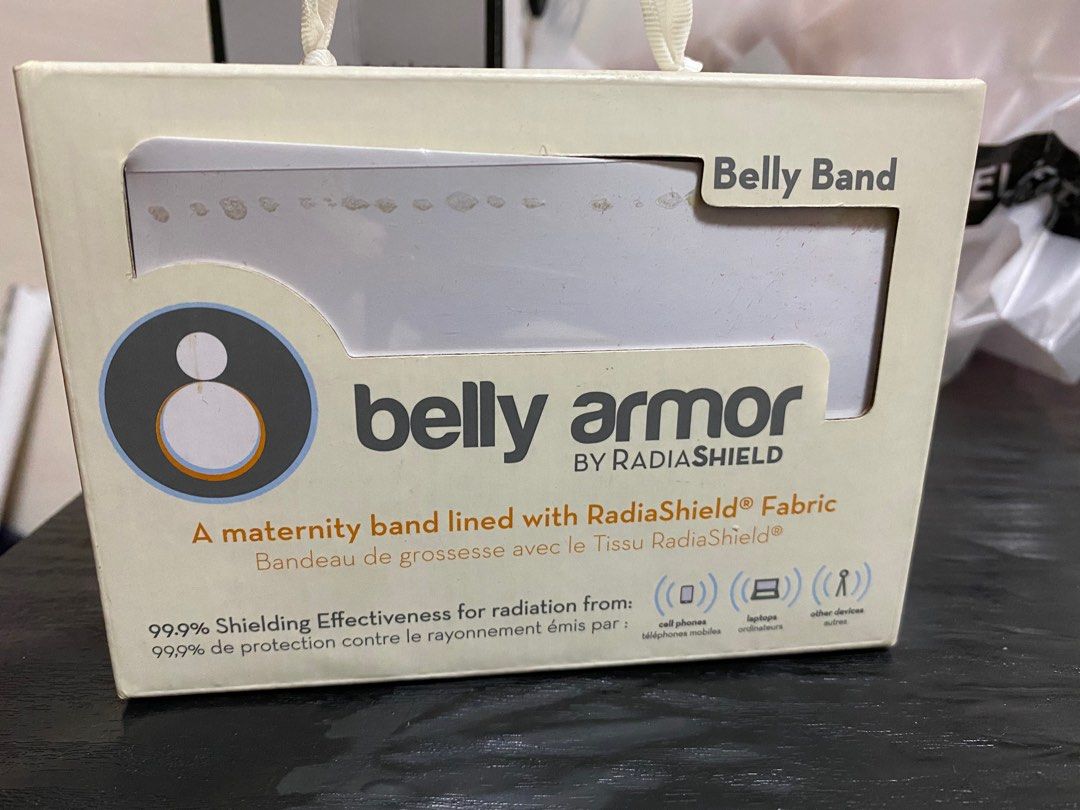 Belly Band
belly armor
BY RADIASHIELD
A maternity band lined with RadiaShield® Fabric
Bandeau de grossesse avec le Tissu RadiaShield®
99.9% Shielding Effectiveness for radiation from:
99,9% de protection contre le rayonnement émis par :
cell phones
téléphones mobiles
laptops
ordinateurs
other devices
autres